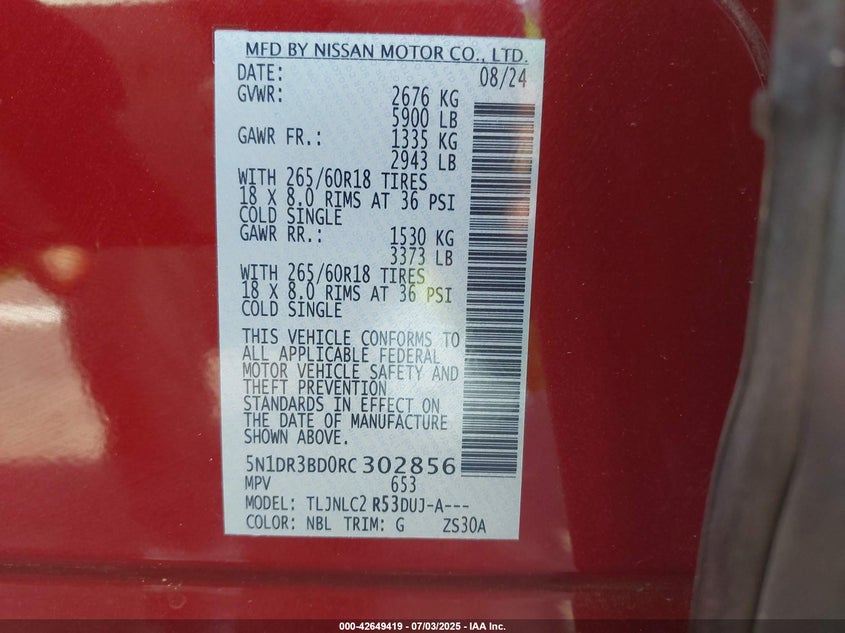 MFD BY NISSAN MOTOR CO., LTD.
DATE: 08/24
GVWR: 2676 KG
5900 LB
GAWR FR.: 1335 KG
2943 LB
WITH 265/60R18 TIRES
18 X 8.0 RIMS AT 36 PSI
COLD SINGLE
GAWR RR.: 1530 KG
3373 LB
WITH 265/60R18 TIRES
18 X 8.0 RIMS AT 36 PSI
COLD SINGLE
THIS VEHICLE CONFORMS TO
ALL APPLICABLE FEDERAL
MOTOR VEHICLE SAFETY AND
THEFT PREVENTION
STANDARDS IN EFFECT ON
THE DATE OF MANUFACTURE
SHOWN ABOVE.
5N1DR3BD0RC302856
MPV 653
MODEL: TLJNLC2 R53DUJ-A---
COLOR: NBL TRIM: G ZS30A
000-42649419 - 07/03/2025 - IAA Inc.